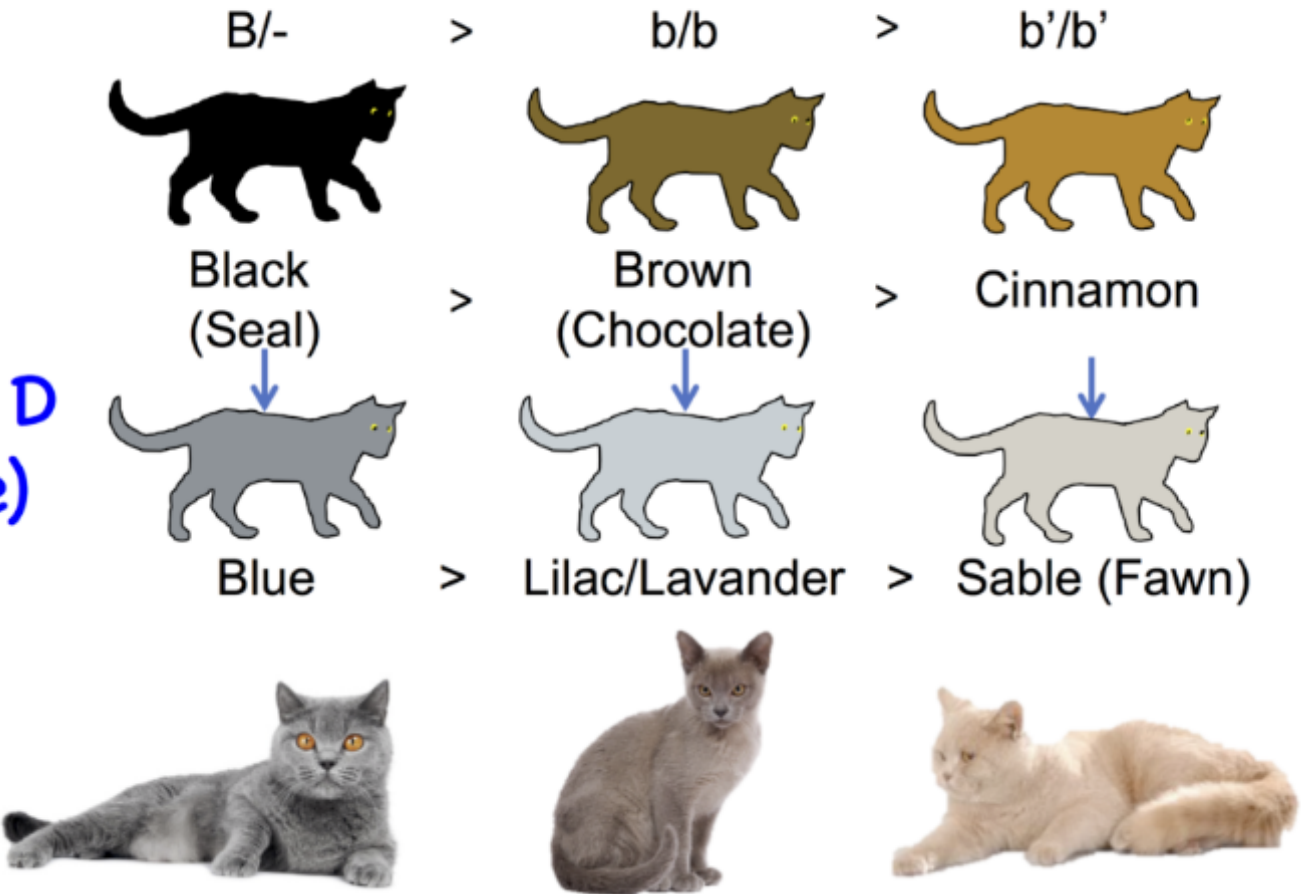 B/- > b/b > b’/b’
Black > Brown > Cinnamon
(Seal) (Chocolate)
D
e)
Blue > Lilac/Lavander > Sable (Fawn)